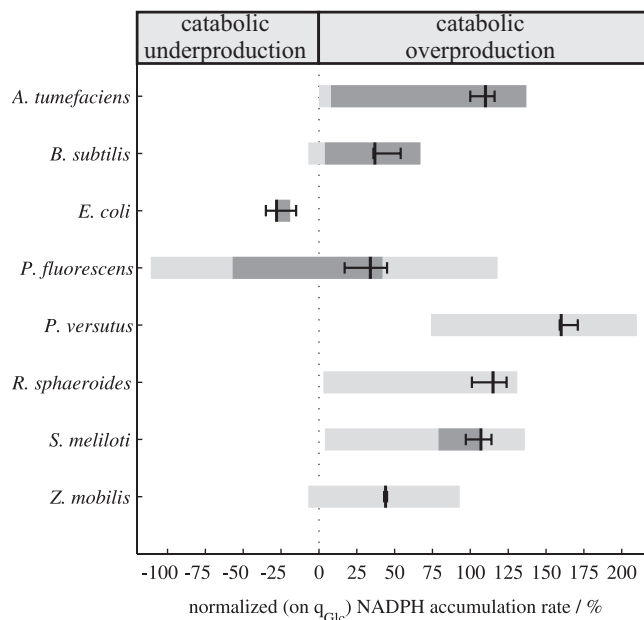 catabolic
underproduction
catabolic
overproduction
A. tumefaciens
B. subtilis
E. coli
P. fluorescens
P. versutus
R. sphaeroides
S. meliloti
Z. mobilis
-100 -75 -50 -25 0 25 50 75 100 125 150 175 200
normalized (on qGlc) NADPH accumulation rate / %